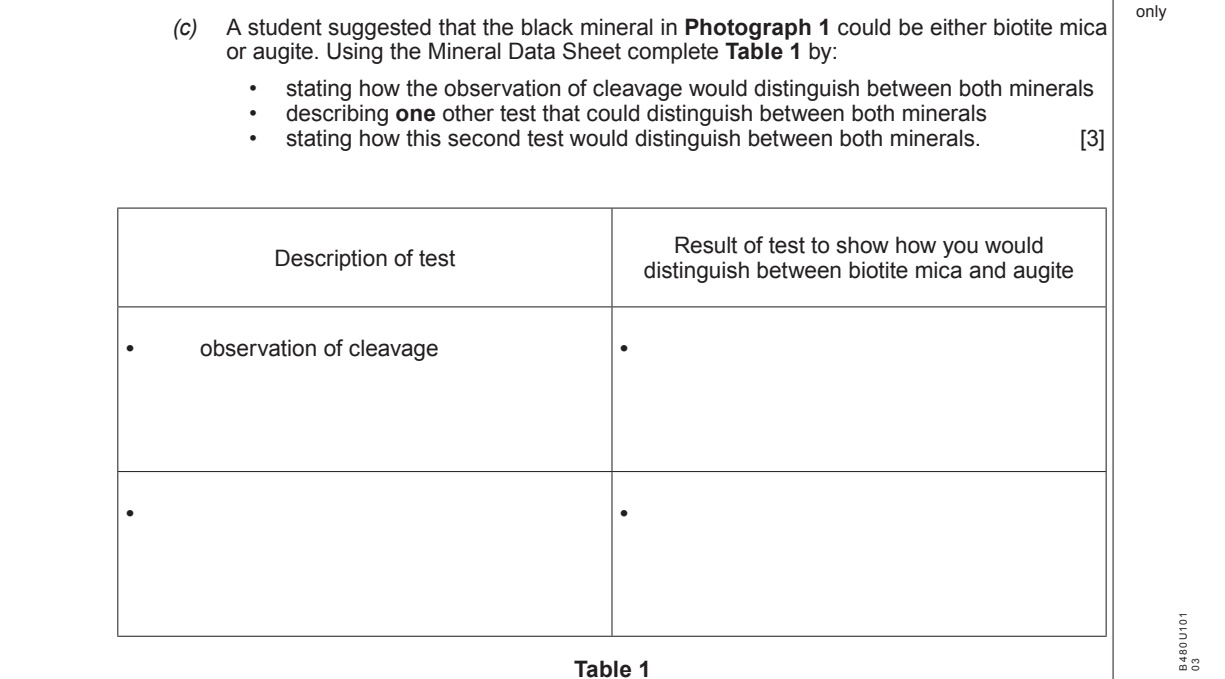 only
(c) A student suggested that the black mineral in Photograph 1 could be either biotite mica
or augite. Using the Mineral Data Sheet complete Table 1 by:
• stating how the observation of cleavage would distinguish between both minerals
• describing one other test that could distinguish between both minerals
• stating how this second test would distinguish between both minerals. [3]
Description of test
Result of test to show how you would
distinguish between biotite mica and augite
• observation of cleavage
•
•
•
Table 1
B480U101
03